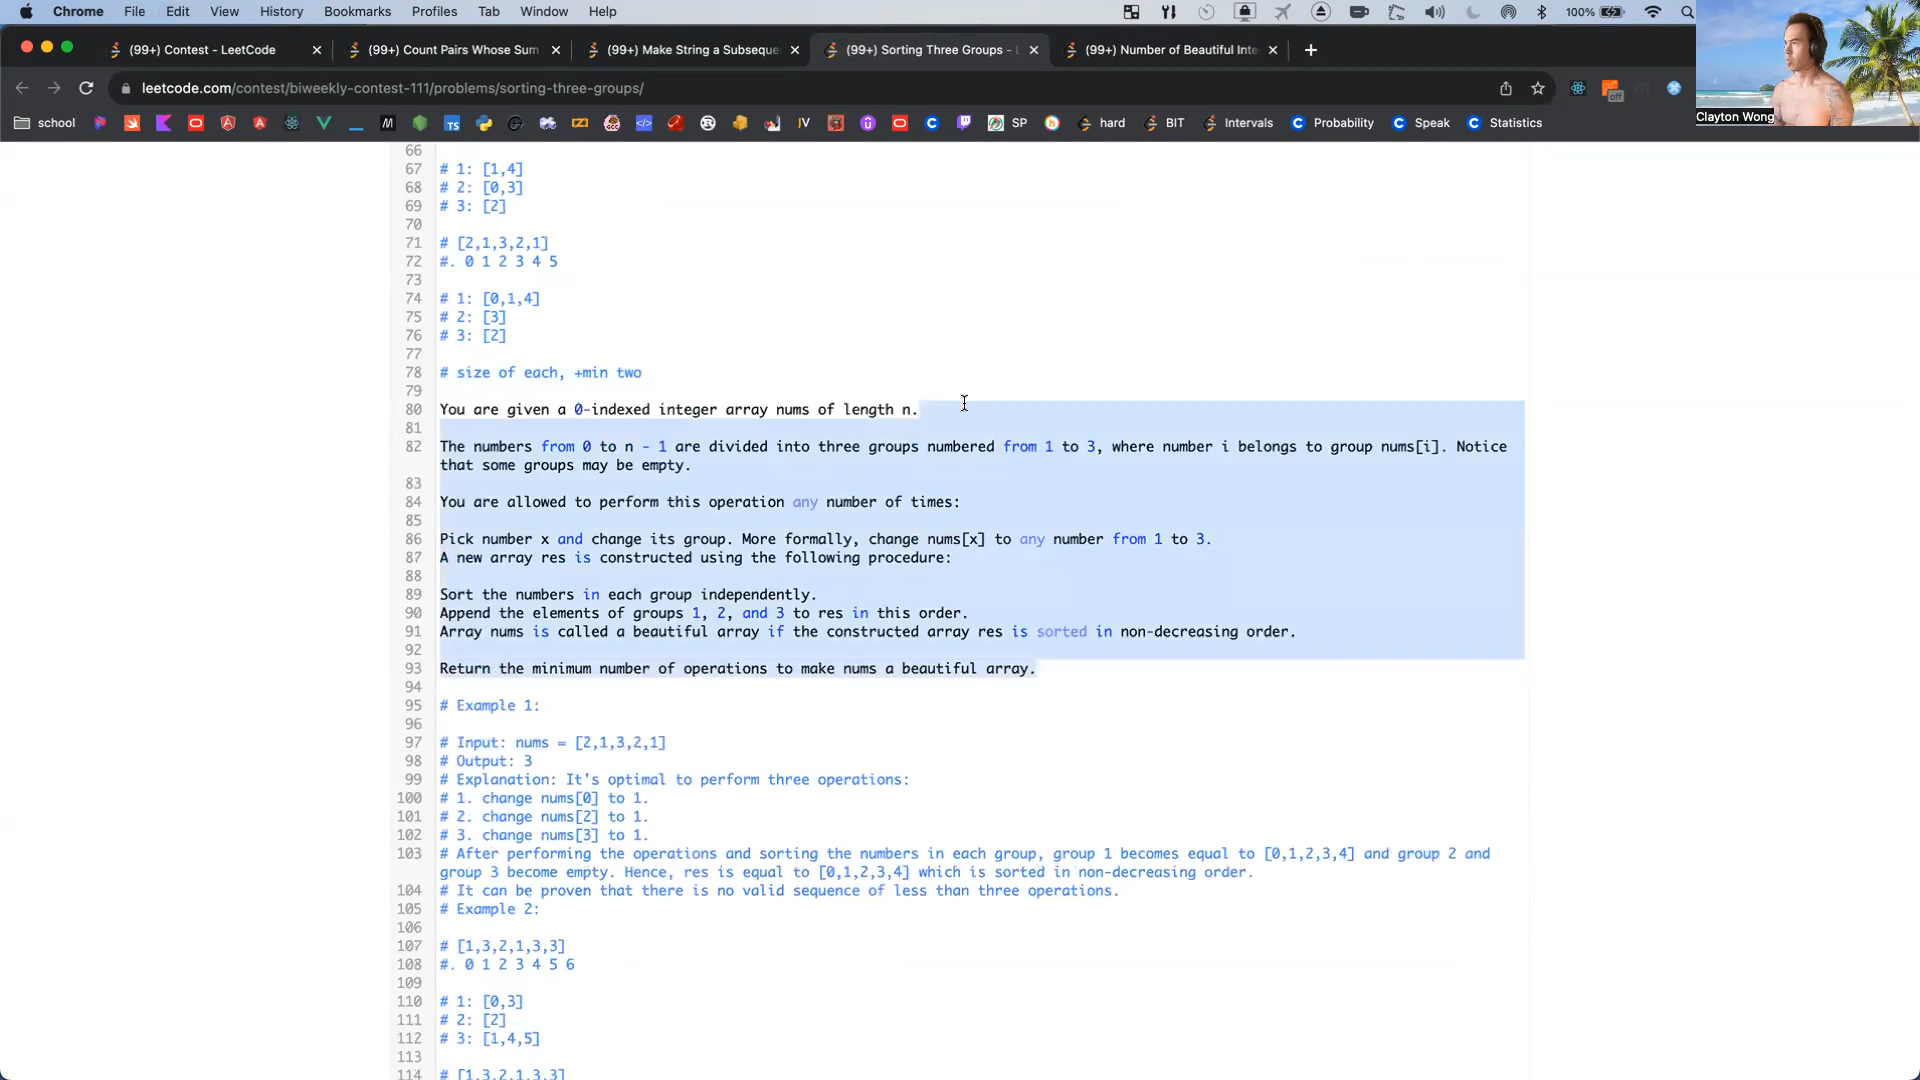 Chrome File Edit View History Bookmarks Profiles Tab Window Help 100%
(99+) Contest - LeetCode (99+) Count Pairs Whose Sum (99+) Make String a Subseque (99+) Sorting Three Groups - L (99+) Number of Beautiful Inte
leetcode.com/contest/biweekly-contest-111/problems/sorting-three-groups/ off
school TS JV SP hard BIT Intervals Probability Speak Statistics
Clayton Wong
66
67 # 1: [1,4]
68 # 2: [0,3]
69 # 3: [2]
70
71 # [2,1,3,2,1]
72 #. 0 1 2 3 4 5
73
74 # 1: [0,1,4]
75 # 2: [3]
76 # 3: [2]
77
78 # size of each, +min two
79
80 You are given a 0-indexed integer array nums of length n.
81
82 The numbers from 0 to n - 1 are divided into three groups numbered from 1 to 3, where number i belongs to group nums[i]. Notice
that some groups may be empty.
83
84 You are allowed to perform this operation any number of times:
85
86 Pick number x and change its group. More formally, change nums[x] to any number from 1 to 3.
87 A new array res is constructed using the following procedure:
88
89 Sort the numbers in each group independently.
90 Append the elements of groups 1, 2, and 3 to res in this order.
91 Array nums is called a beautiful array if the constructed array res is sorted in non-decreasing order.
92
93 Return the minimum number of operations to make nums a beautiful array.
94
95 # Example 1:
96
97 # Input: nums = [2,1,3,2,1]
98 # Output: 3
99 # Explanation: It's optimal to perform three operations:
100 # 1. change nums[0] to 1.
101 # 2. change nums[2] to 1.
102 # 3. change nums[3] to 1.
103 # After performing the operations and sorting the numbers in each group, group 1 becomes equal to [0,1,2,3,4] and group 2 and
group 3 become empty. Hence, res is equal to [0,1,2,3,4] which is sorted in non-decreasing order.
104 # It can be proven that there is no valid sequence of less than three operations.
105 # Example 2:
106
107 # [1,3,2,1,3,3]
108 #. 0 1 2 3 4 5 6
109
110 # 1: [0,3]
111 # 2: [2]
112 # 3: [1,4,5]
113
114 # [1,3,2,1,3,3]